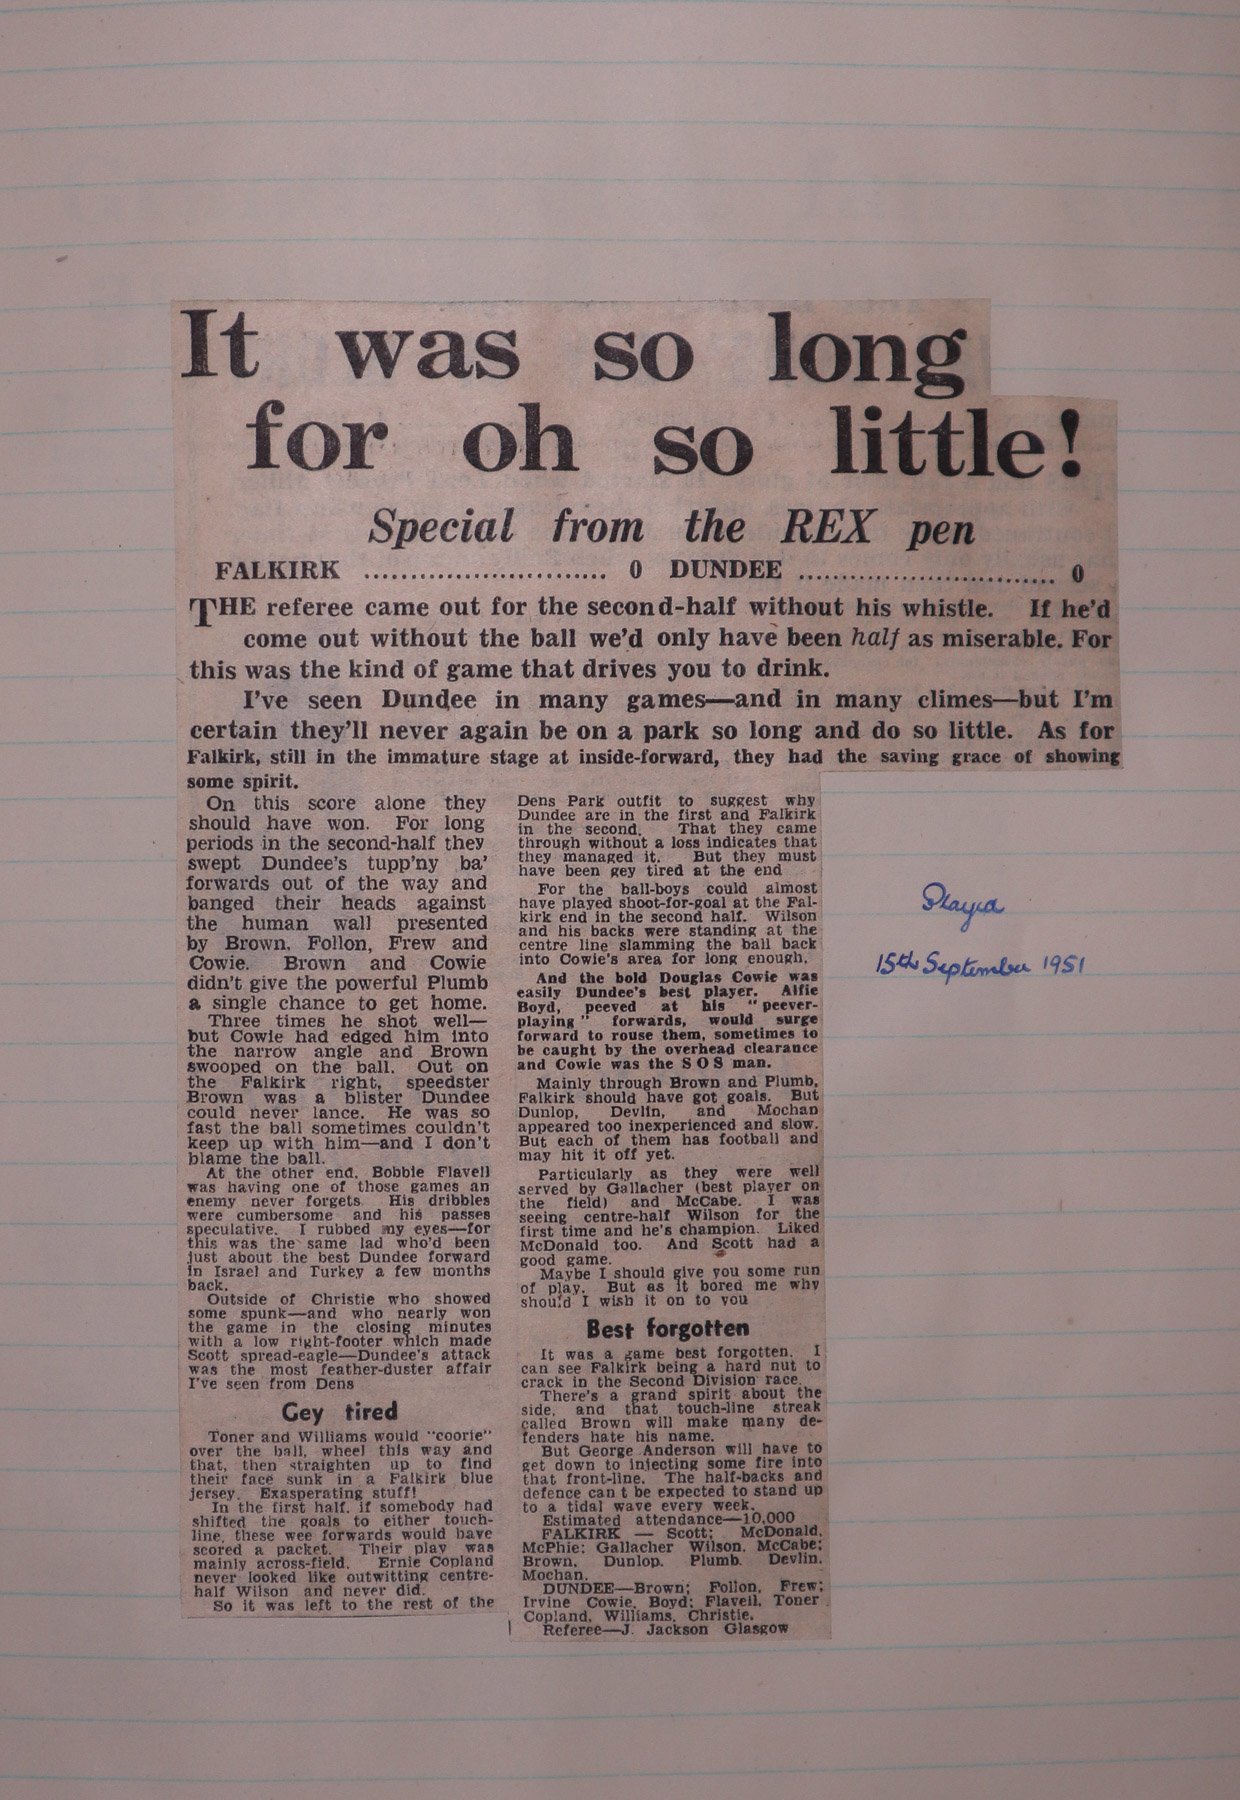 It was so long
for oh so little!
Special from the REX pen
FALKIRK ........................... 0 DUNDEE ............................. 0
THE referee came out for the second-half without his whistle. If he'd
come out without the ball we'd only have been half as miserable. For
this was the kind of game that drives you to drink.
I've seen Dundee in many games—and in many climes—but I'm
certain they'll never again be on a park so long and do so little. As for
Falkirk, still in the immature stage at inside-forward, they had the saving grace of showing
some spirit.
On this score alone they
should have won. For long
periods in the second-half they
swept Dundee's tupp'ny ba'
forwards out of the way and
banged their heads against
the human wall presented
by Brown, Follon, Frew and
Cowie. Brown and Cowie
didn't give the powerful Plumb
a single chance to get home.
Three times he shot well—
but Cowie had edged him into
the narrow angle and Brown
swooped on the ball. Out on
the Falkirk right, speedster
Brown was a blister Dundee
could never lance. He was so
fast the ball sometimes couldn't
keep up with him—and I don't
blame the ball.
At the other end, Bobbie Flavell
was having one of those games an
enemy never forgets. His dribbles
were cumbersome and his passes
speculative. I rubbed my eyes—for
this was the same lad who'd been
just about the best Dundee forward
in Israel and Turkey a few months
back.
Outside of Christie who showed
some spunk—and who nearly won
the game in the closing minutes
with a low right-footer which made
Scott spread-eagle—Dundee's attack
was the most feather-duster affair
I've seen from Dens
Gey tired
Toner and Williams would "coorie"
over the ball, wheel this way and
that, then straighten up to find
their face sunk in a Falkirk blue
jersey. Exasperating stuff!
In the first half, if somebody had
shifted the goals to either touch-
line, these wee forwards would have
scored a packet. Their play was
mainly across-field. Ernie Copland
never looked like outwitting centre-
half Wilson and never did.
So it was left to the rest of the
Dens Park outfit to suggest why
Dundee are in the first and Falkirk
in the second. That they came
through without a loss indicates that
they managed it. But they must
have been gey tired at the end
For the ball-boys could almost
have played shoot-for-goal at the Fal-
kirk end in the second half. Wilson
and his backs were standing at the
centre line slamming the ball back
into Cowie's area for long enough.
And the bold Douglas Cowie was
easily Dundee's best player. Alfie
Boyd, peeved at his "peever-
playing" forwards, would surge
forward to rouse them, sometimes to
be caught by the overhead clearance
and Cowie was the S O S man.
Mainly through Brown and Plumb,
Falkirk should have got goals. But
Dunlop, Devlin, and Mochan
appeared too inexperienced and slow.
But each of them has football and
may hit it off yet.
Particularly as they were well
served by Gallacher (best player on
the field) and McCabe. I was
seeing centre-half Wilson for the
first time and he's champion. Liked
McDonald too. And Scott had a
good game.
Maybe I should give you some run
of play. But as it bored me why
should I wish it on to you
Best forgotten
It was a game best forgotten. I
can see Falkirk being a hard nut to
crack in the Second Division race.
There's a grand spirit about the
side, and that touch-line streak
called Brown will make many de-
fenders hate his name.
But George Anderson will have to
get down to injecting some fire into
that front-line. The half-backs and
defence can t be expected to stand up
to a tidal wave every week.
Estimated attendance—10,000
FALKIRK — Scott; McDonald,
McPhie; Gallacher Wilson, McCabe;
Brown, Dunlop, Plumb, Devlin,
Mochan.
DUNDEE—Brown; Follon, Frew;
Irvine Cowie, Boyd; Flavell, Toner
Copland, Williams, Christie.
Referee—J. Jackson Glasgow
Played
15th September 1951